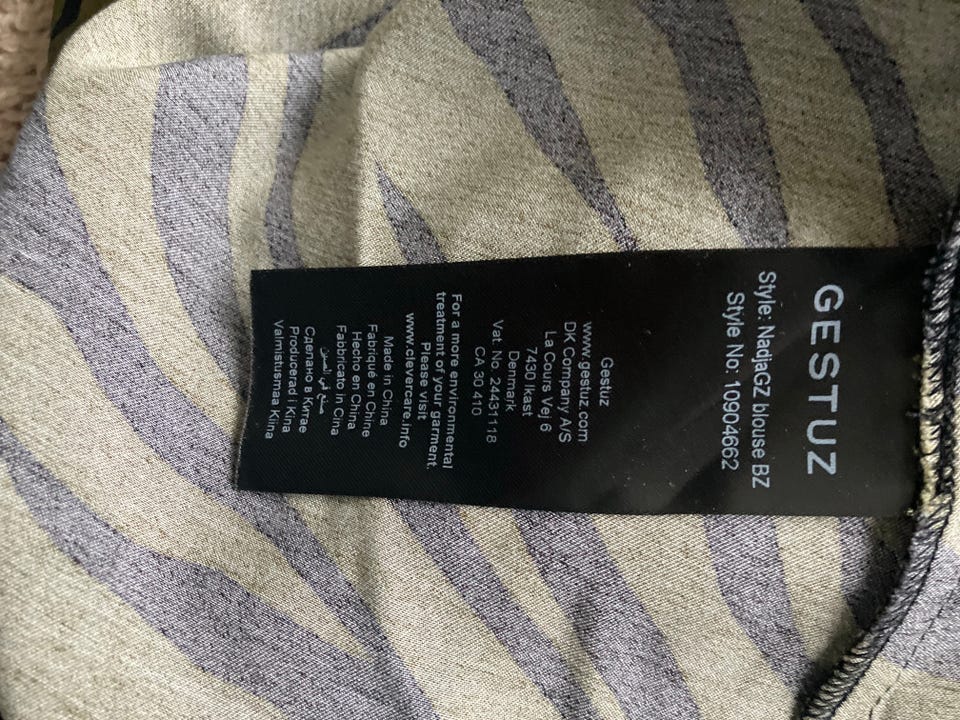 GESTUZ
Style: NadjaGZ blouse BZ
Style No: 10904662
Gestuz
www.gestuz.com
DK Company A/S
La Cours Vej 6
7430 Ikast
Denmark
Vat. No. 24431118
CA 30 410
For a more environmental
treatment of your garment.
Please visit
www.clevercare.info
Made in China
Fabriqué en Chine
Hecho en China
Fabbricato in Cina
صنع في الصين
Сделано в Китае
Producerad i Kina
Valmistusmaa Kiina